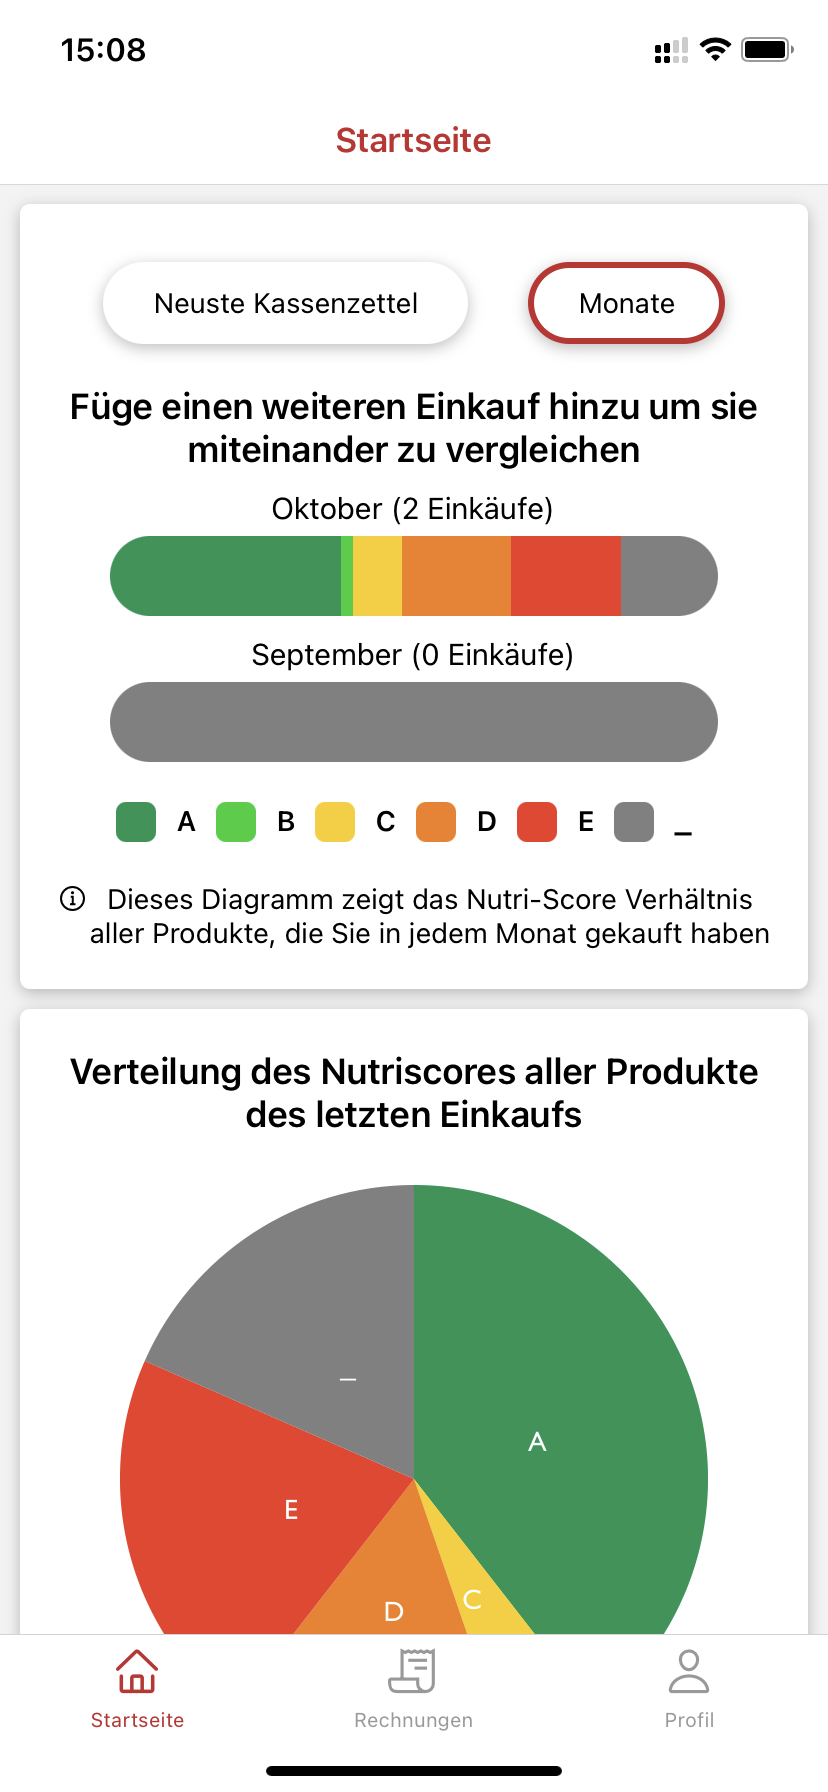 15:08
Startseite
Neuste Kassenzettel
Monate
Füge einen weiteren Einkauf hinzu um sie
miteinander zu vergleichen
Oktober (2 Einkäufe)
September (0 Einkäufe)
A B C D E _
Dieses Diagramm zeigt das Nutri-Score Verhältnis
aller Produkte, die Sie in jedem Monat gekauft haben
Verteilung des Nutriscores aller Produkte
des letzten Einkaufs
_
A
E
C
D
Startseite
Rechnungen
Profil